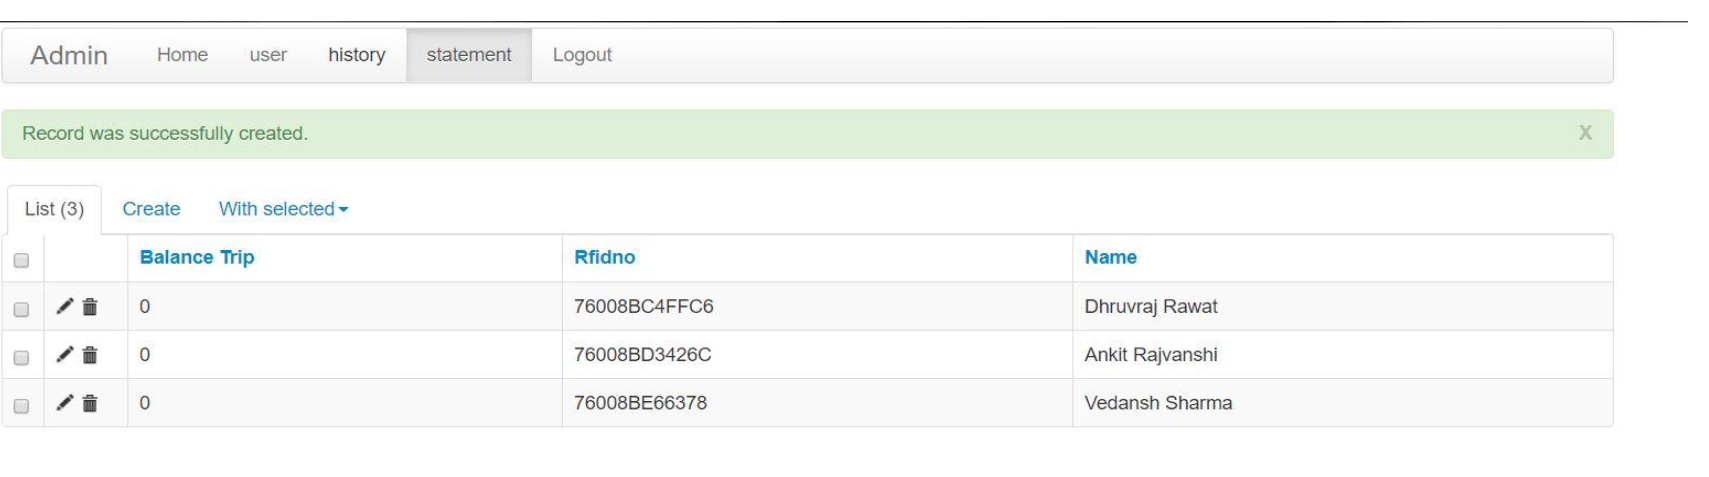 Admin Home user history statement Logout
Record was successfully created. x
List (3) Create With selected
Balance Trip Rfidno Name
0 76008BC4FFC6 Dhruvraj Rawat
0 76008BD3426C Ankit Rajvanshi
0 76008BE66378 Vedansh Sharma